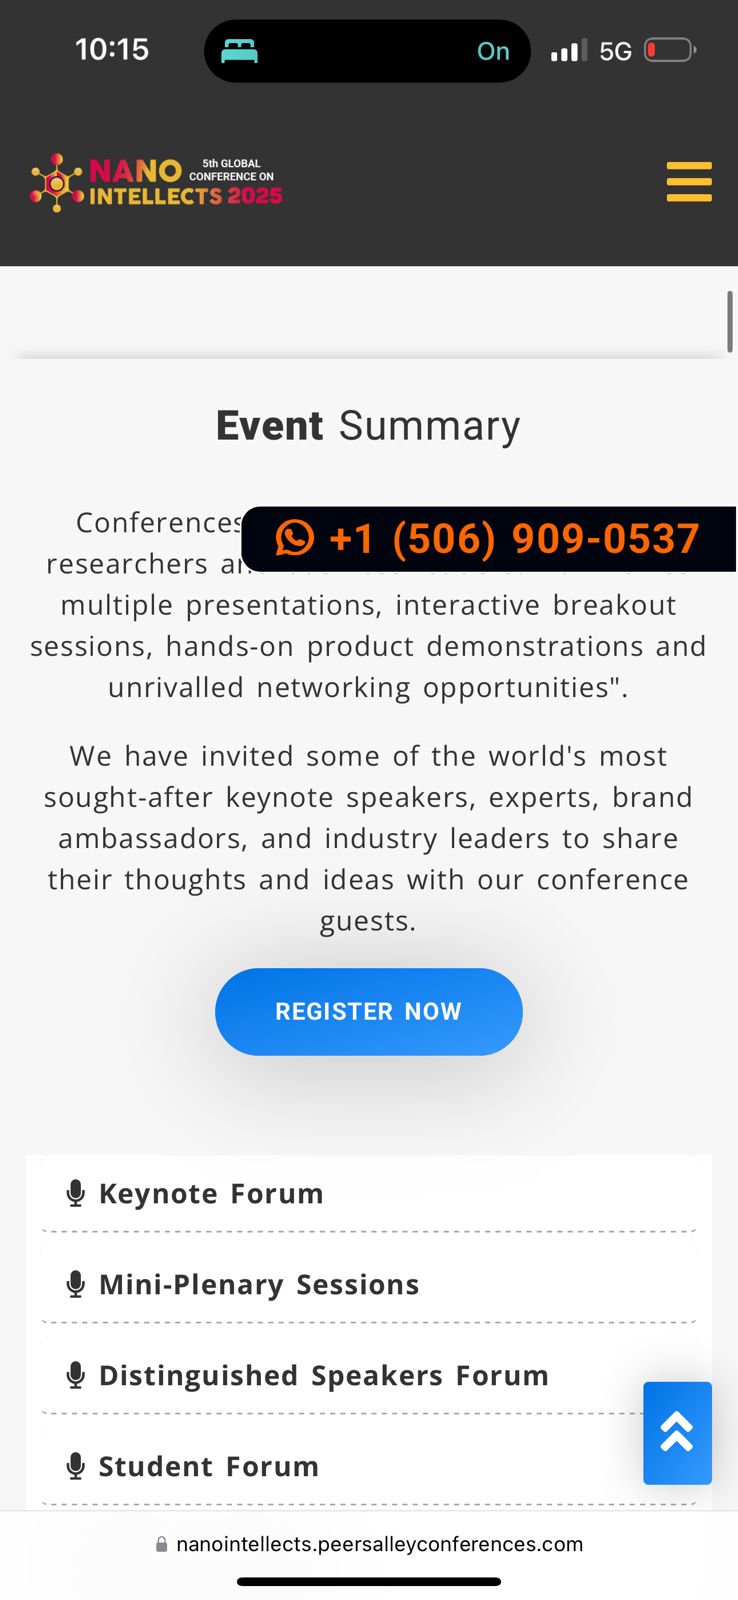 10:15
On
5G
NANO
5th GLOBAL
CONFERENCE ON
INTELLECTS 2025
Event Summary
Conferences
+1 (506) 909-0537
researchers
multiple presentations, interactive breakout
sessions, hands-on product demonstrations and
unrivalled networking opportunities".
We have invited some of the world's most
sought-after keynote speakers, experts, brand
ambassadors, and industry leaders to share
their thoughts and ideas with our conference
guests.
REGISTER NOW
Keynote Forum
Mini-Plenary Sessions
Distinguished Speakers Forum
Student Forum
nanointellects.peersalleyconferences.com